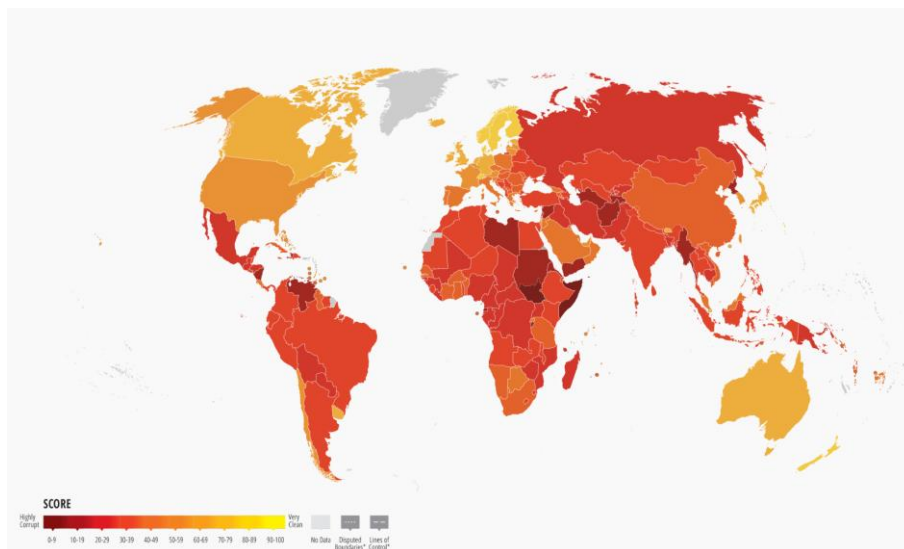 SCORE
Highly Corrupt
Very Clean
0-9 10-19 20-29 30-39 40-49 50-59 60-69 70-79 80-89 90-100
No Data
Disputed Boundaries*
Lines of Control*